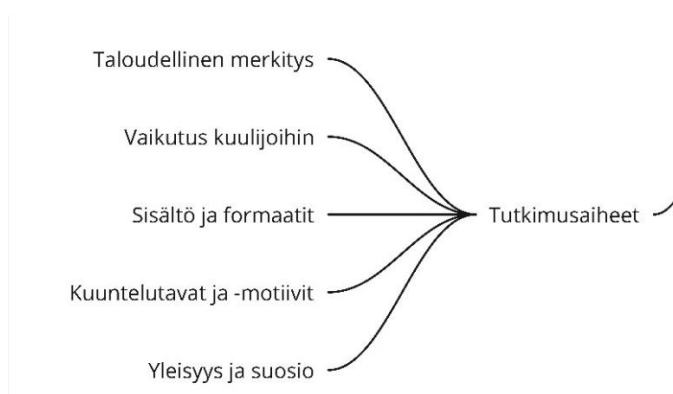 Taloudellinen merkitys
Vaikutus kuulijoihin
Sisältö ja formaatit
Tutkimusaiheet
Kuuntelutavat ja -motiivit
Yleisyys ja suosio